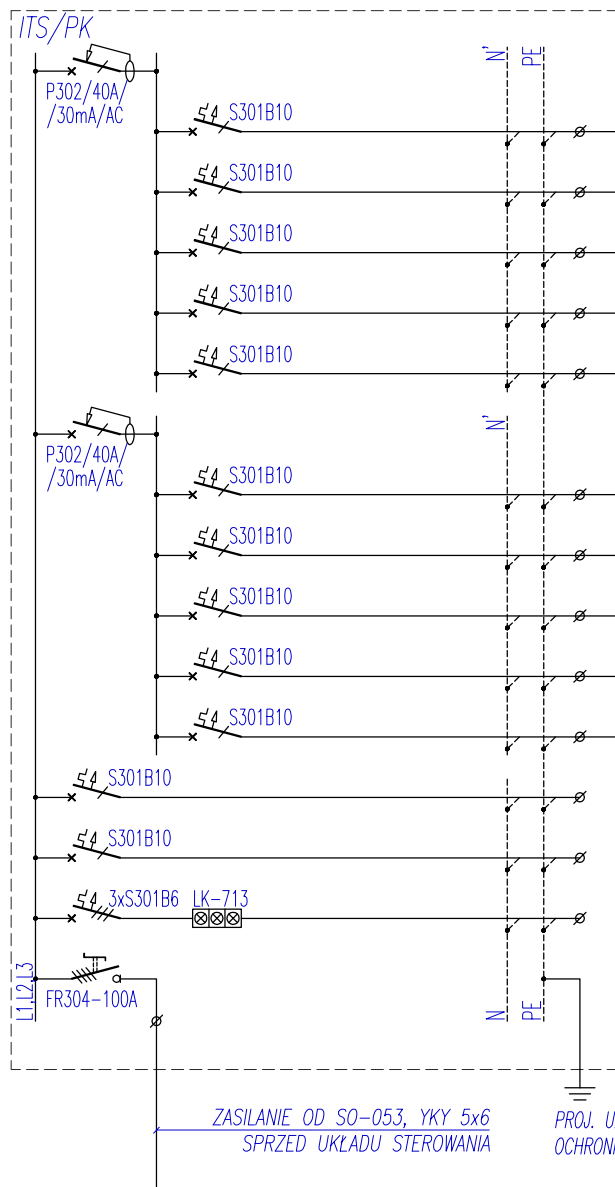 ITS/PK
P302/40A/
/30mA/AC
N'
PE
S301B10
S301B10
S301B10
S301B10
S301B10
P302/40A/
/30mA/AC
N'
S301B10
S301B10
S301B10
S301B10
S301B10
S301B10
S301B10
3xS301B6 LK-713
L1,L2,L3
FR304-100A
N
PE
ZASILANIE OD SO-053, YKY 5x6
SPRZED UKŁADU STEROWANIA
PROJ.